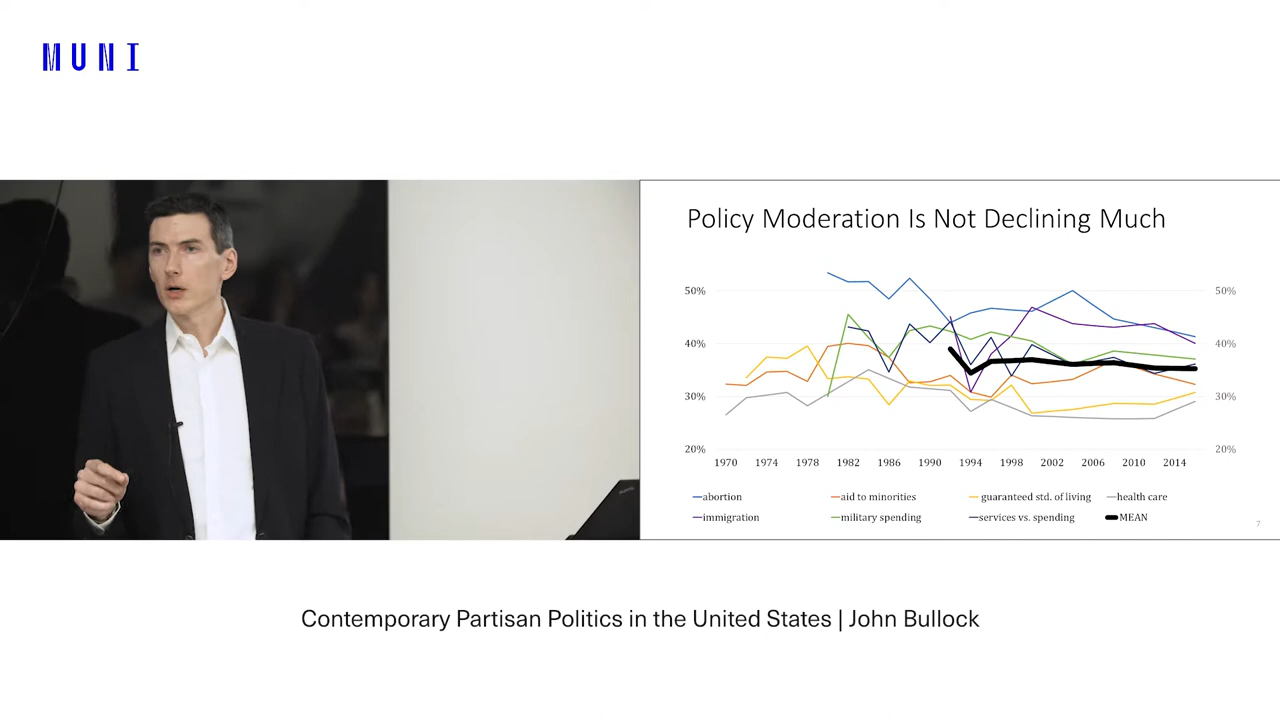 MUNI
Policy Moderation Is Not Declining Much
50% 50%
40% 40%
30% 30%
20% 20%
1970 1974 1978 1982 1986 1990 1994 1998 2002 2006 2010 2014
abortion aid to minorities guaranteed std. of living health care
immigration military spending services vs. spending MEAN
7
Contemporary Partisan Politics in the United States | John Bullock